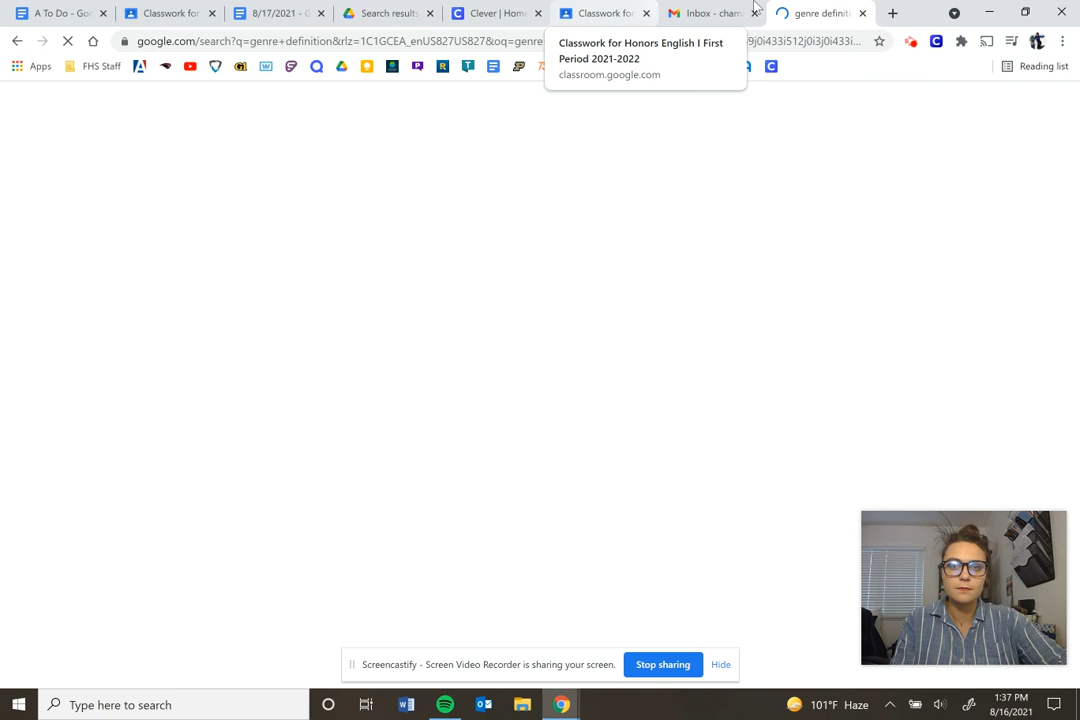 A To Do - Goo
Classwork for
8/17/2021 - G
Search results
Clever | Hom
Classwork for
Inbox - cham
genre definiti
google.com/search?q=genre+definition&rlz=1C1GCEA_enUS827US827&oq=genre
9j0i433i512j0i3j0i433i...
Classwork for Honors English I First
Period 2021-2022
classroom.google.com
Apps
FHS Staff
Reading list
Screencastify - Screen Video Recorder is sharing your screen.
Stop sharing
Hide
Type here to search
101°F Haze
1:37 PM
8/16/2021